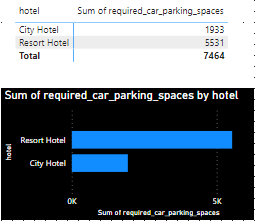 hotel Sum of required_car_parking_spaces
City Hotel 1933
Resort Hotel 5531
Total 7464
Sum of required_car_parking_spaces by hotel
hotel
Resort Hotel
City Hotel
0K 5K
Sum of required_car_parking_spaces